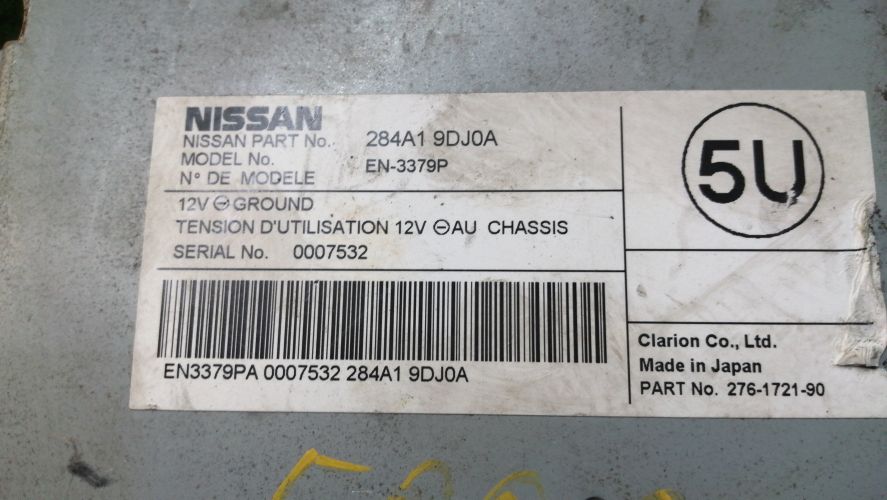 NISSAN
NISSAN PART No. 284A1 9DJ0A
MODEL No. EN-3379P
N° DE MODELE
12V ⊖ GROUND
TENSION D'UTILISATION 12V ⊖ AU CHASSIS
SERIAL No. 0007532
EN3379PA 0007532 284A1 9DJ0A
5U
Clarion Co., Ltd.
Made in Japan
PART No. 276-1721-90